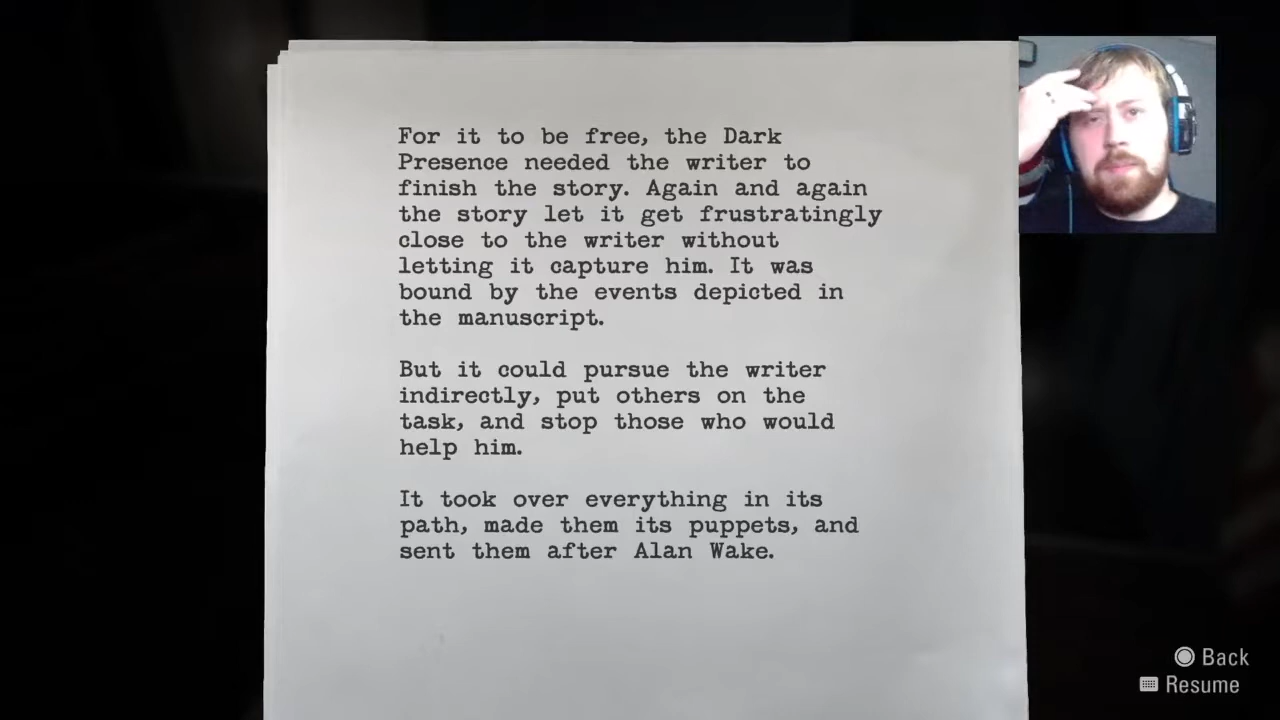 For it to be free, the Dark
Presence needed the writer to
finish the story. Again and again
the story let it get frustratingly
close to the writer without
letting it capture him. It was
bound by the events depicted in
the manuscript.
But it could pursue the writer
indirectly, put others on the
task, and stop those who would
help him.
It took over everything in its
path, made them its puppets, and
sent them after Alan Wake.
Back
Resume